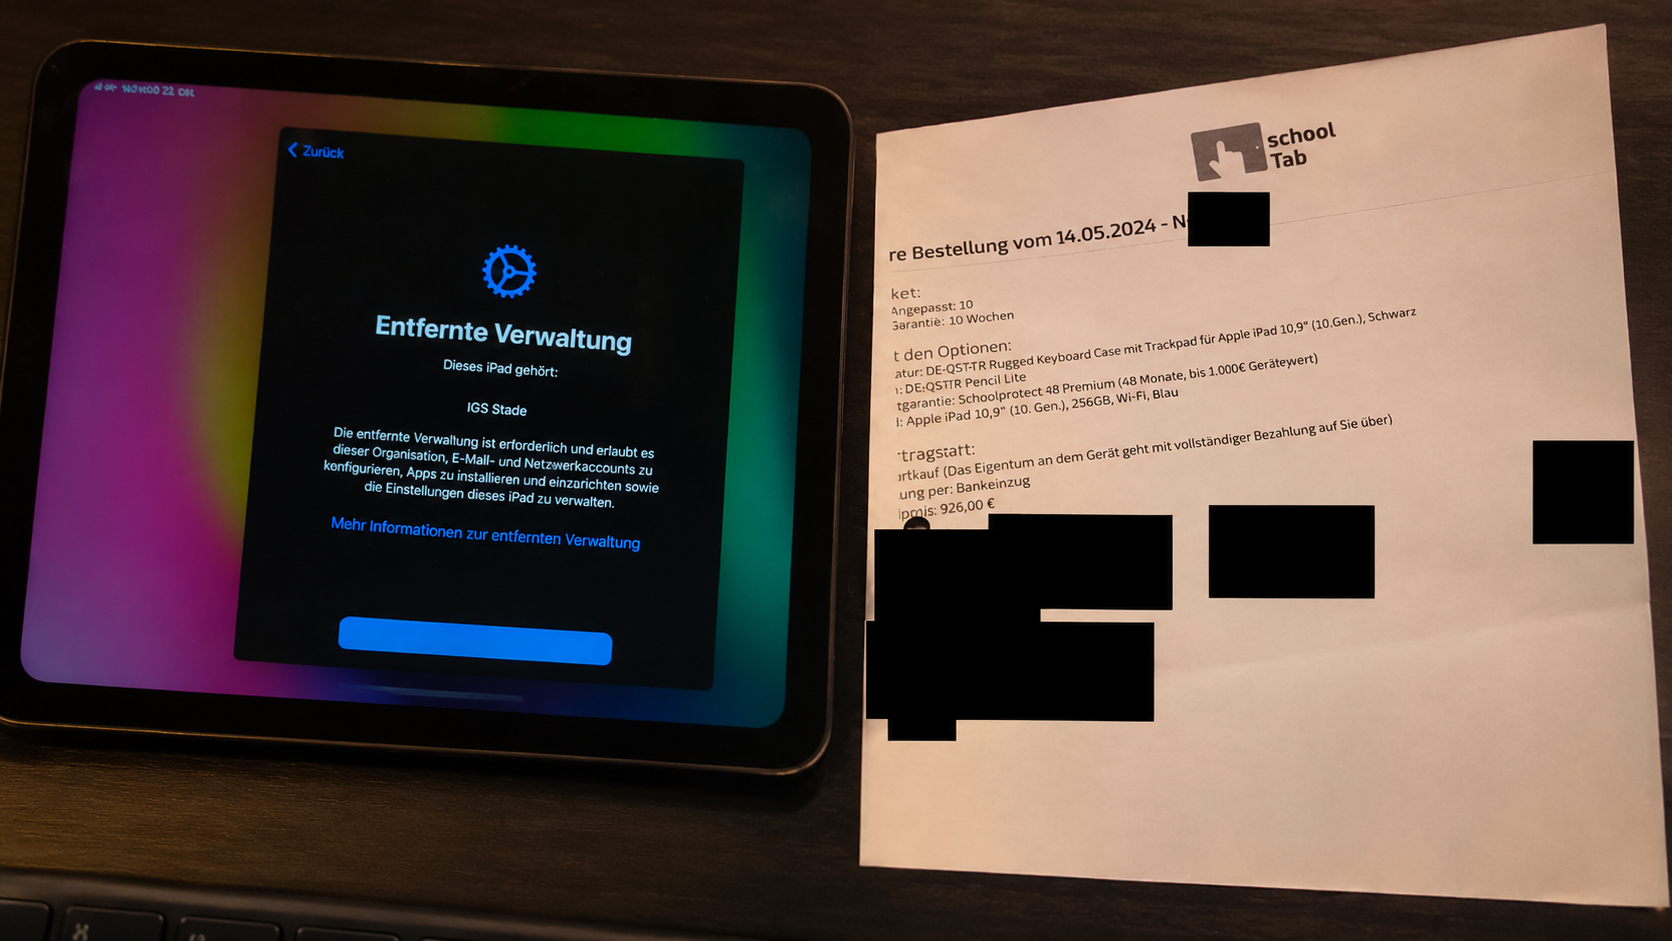 Zurück
Entfernte Verwaltung
Dieses iPad gehört:
IGS Stade
Die entfernte Verwaltung ist erforderlich und erlaubt es
dieser Organisation, E-Mail- und Netzwerkaccounts zu
konfigurieren, Apps zu installieren und einzurichten sowie
die Einstellungen dieses iPad zu verwalten.
Mehr Informationen zur entfernten Verwaltung
school
Tab
re Bestellung vom 14.05.2024 - N
ket:
Angepasst: 10
Garantie: 10 Wochen
t den Optionen:
atur: DE-QST-TR Rugged Keyboard Case mit Trackpad für Apple iPad 10,9" (10.Gen.), Schwarz
: DE:QSTTR Pencil Lite
tgarantie: Schoolprotect 48 Premium (48 Monate, bis 1.000€ Gerätewert)
l: Apple iPad 10,9" (10. Gen.), 256GB, Wi-Fi, Blau
tragstatt:
rtkauf (Das Eigentum an dem Gerät geht mit vollständiger Bezahlung auf Sie über)
ung per: Bankeinzug
926,00 €